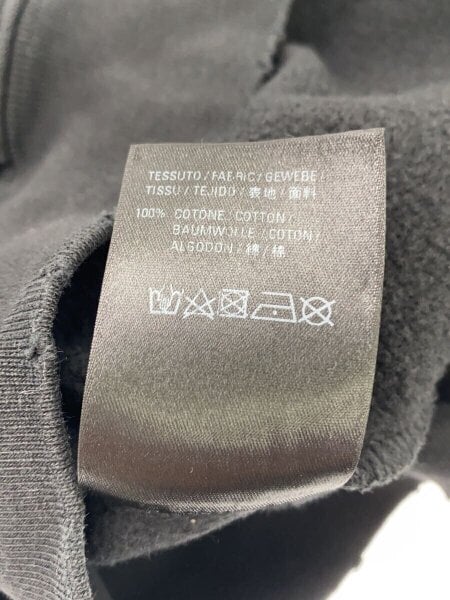 TESSUTO / FABRIC / GEWEBE /
TISSU / TEJIDO / 表地 / 面料
100% COTONE / COTTON /
BAUMWOLLE / COTON /
ALGODON / 綿 / 棉